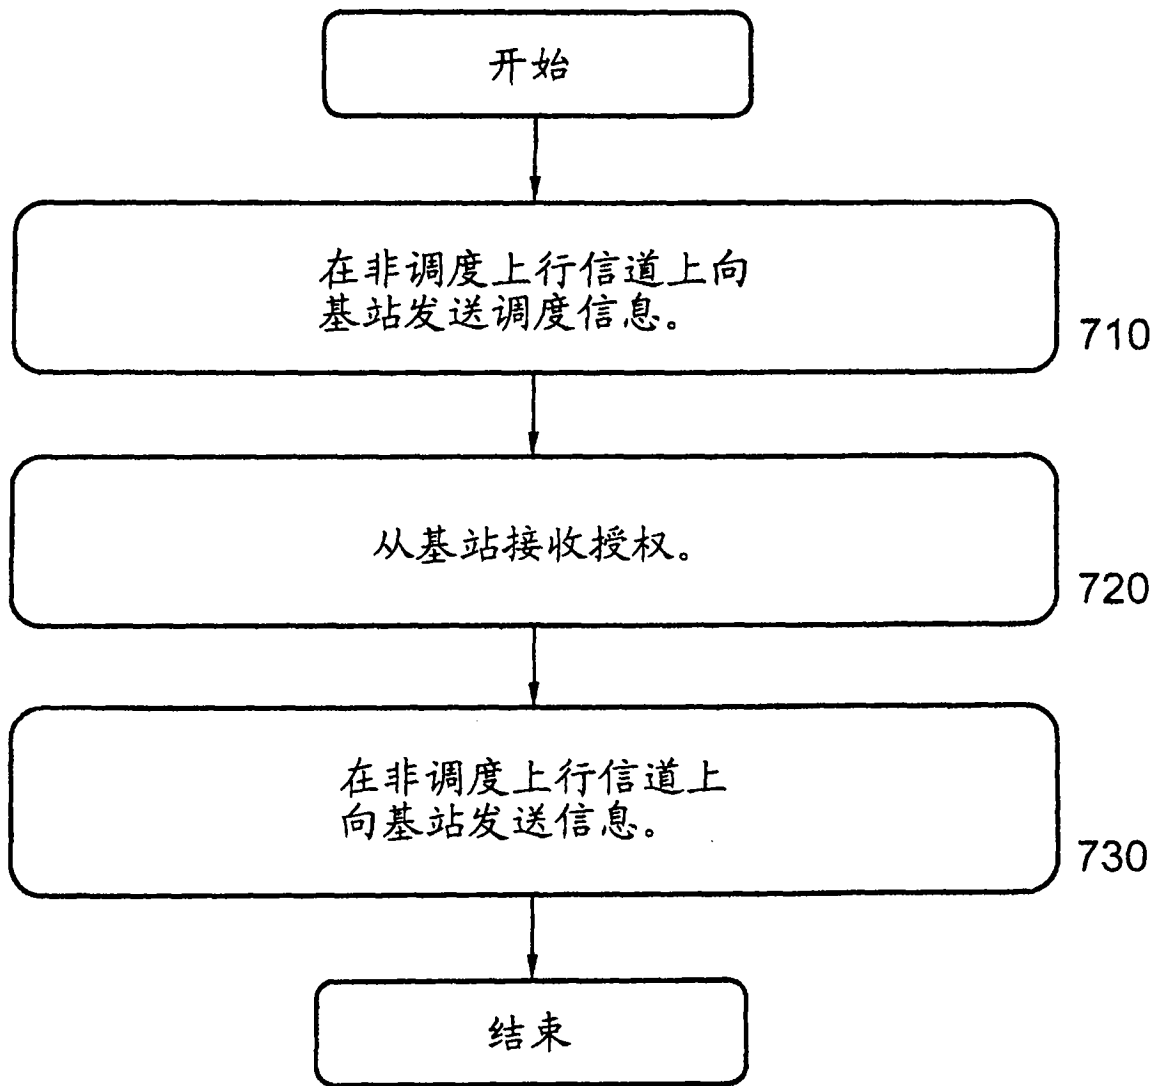 开始
在非调度上行信道上向
基站发送调度信息。
710
从基站接收授权。
720
在非调度上行信道上
向基站发送信息。
730
结束